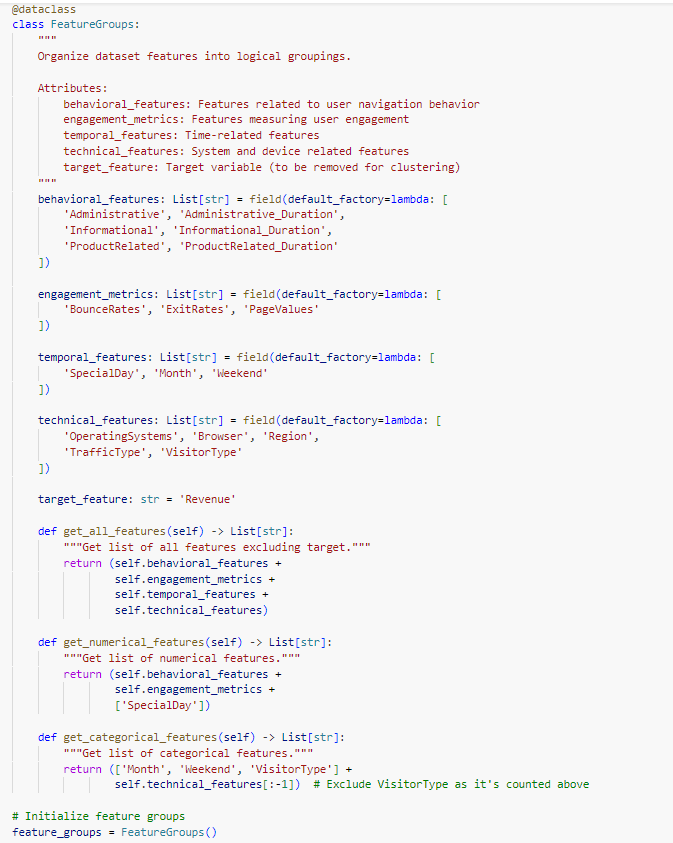 @dataclass
class FeatureGroups:
    """
    Organize dataset features into logical groupings.

    Attributes:
        behavioral_features: Features related to user navigation behavior
        engagement_metrics: Features measuring user engagement
        temporal_features: Time-related features
        technical_features: System and device related features
        target_feature: Target variable (to be removed for clustering)
    """
    behavioral_features: List[str] = field(default_factory=lambda: [
        'Administrative', 'Administrative_Duration',
        'Informational', 'Informational_Duration',
        'ProductRelated', 'ProductRelated_Duration'
    ])

    engagement_metrics: List[str] = field(default_factory=lambda: [
        'BounceRates', 'ExitRates', 'PageValues'
    ])

    temporal_features: List[str] = field(default_factory=lambda: [
        'SpecialDay', 'Month', 'Weekend'
    ])

    technical_features: List[str] = field(default_factory=lambda: [
        'OperatingSystems', 'Browser', 'Region',
        'TrafficType', 'VisitorType'
    ])

    target_feature: str = 'Revenue'

    def get_all_features(self) -> List[str]:
        """Get list of all features excluding target."""
        return (self.behavioral_features +
                self.engagement_metrics +
                self.temporal_features +
                self.technical_features)

    def get_numerical_features(self) -> List[str]:
        """Get list of numerical features."""
        return (self.behavioral_features +
                self.engagement_metrics +
                ['SpecialDay'])

    def get_categorical_features(self) -> List[str]:
        """Get list of categorical features."""
        return (['Month', 'Weekend', 'VisitorType'] +
                self.technical_features[:-1])  # Exclude VisitorType as it's counted above

# Initialize feature groups
feature_groups = FeatureGroups()